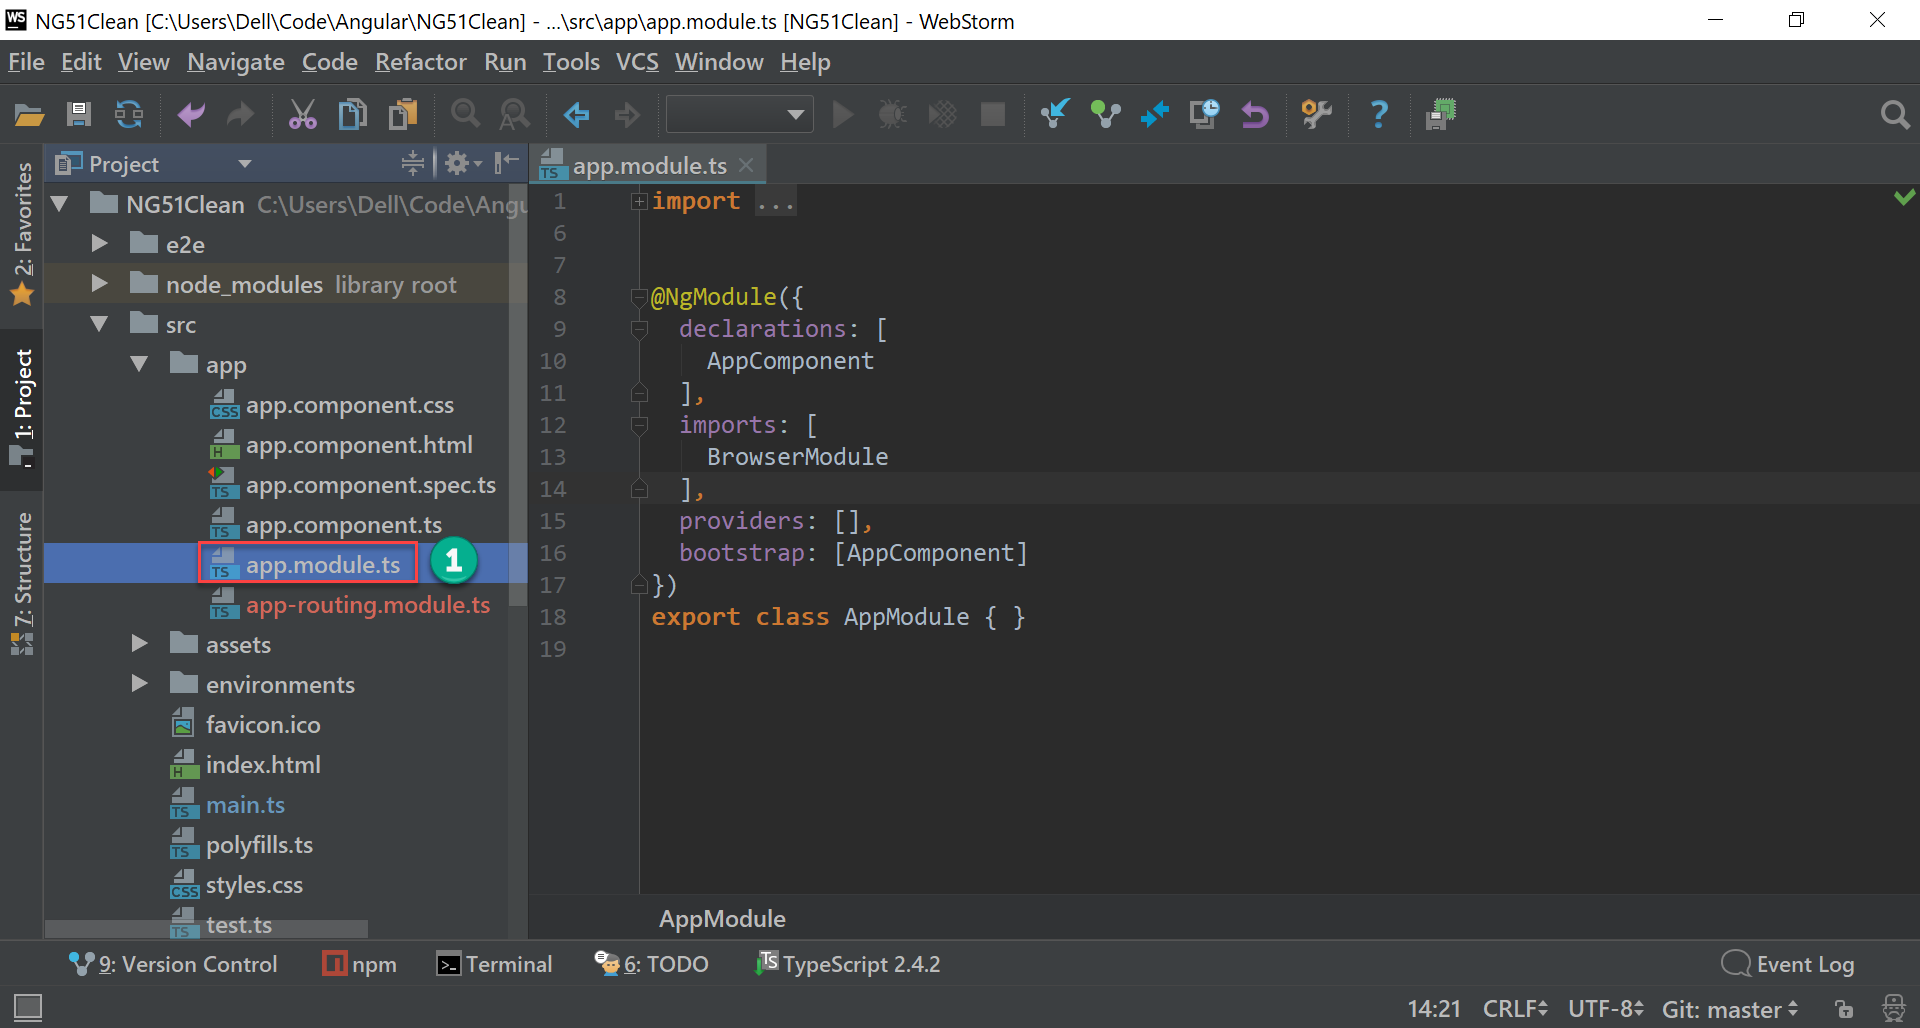 WS NG51Clean [C:\Users\Dell\Code\Angular\NG51Clean] - ...\src\app\app.module.ts [NG51Clean] - WebStorm
File Edit View Navigate Code Refactor Run Tools VCS Window Help
Project
app.module.ts
2: Favorites
1: Project
7: Structure
NG51Clean C:\Users\Dell\Code\Angu
e2e
node_modules library root
src
app
app.component.css
app.component.html
app.component.spec.ts
app.component.ts
app.module.ts 1
app-routing.module.ts
assets
environments
favicon.ico
index.html
main.ts
polyfills.ts
styles.css
test.ts
1 import ...
6
7
8 @NgModule({
9 declarations: [
10 AppComponent
11 ],
12 imports: [
13 BrowserModule
14 ],
15 providers: [],
16 bootstrap: [AppComponent]
17 })
18 export class AppModule { }
19
AppModule
9: Version Control npm Terminal 6: TODO TypeScript 2.4.2 Event Log
14:21 CRLF UTF-8 Git: master